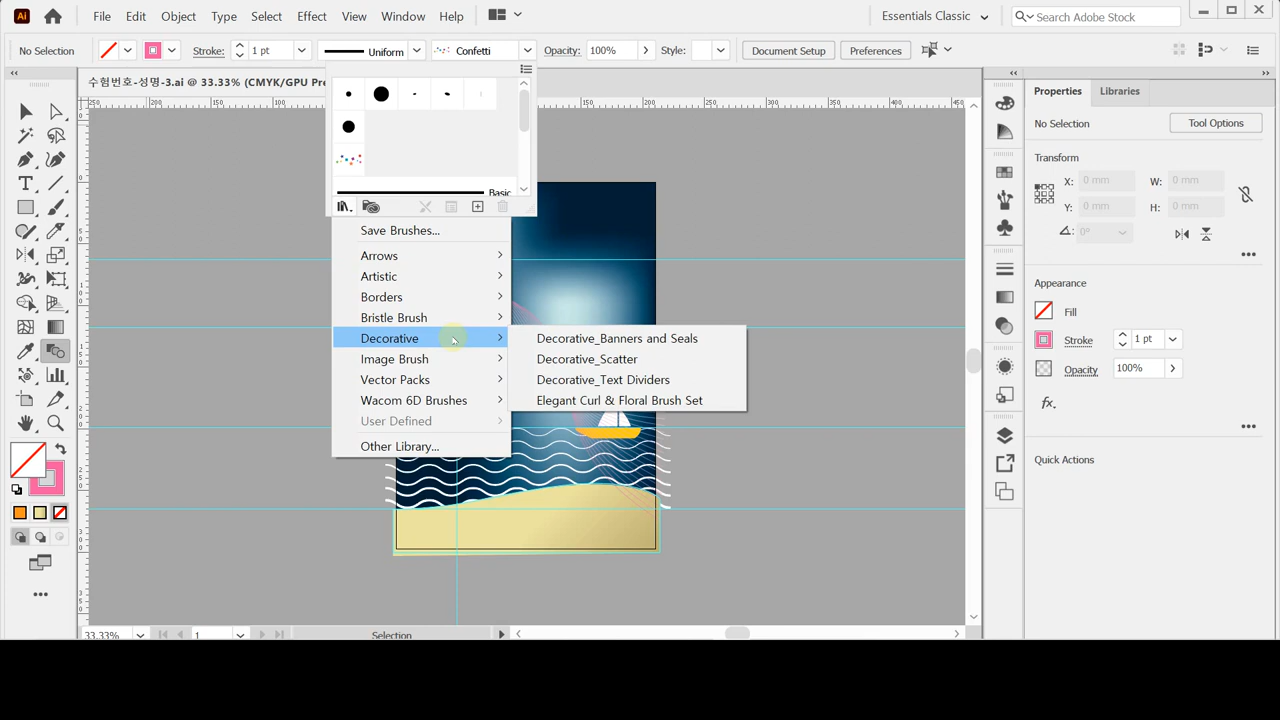 Ai File Edit Object Type Select Effect View Window Help Essentials Classic Search Adobe Stock
No Selection Stroke: 1 pt Uniform Confetti Opacity: 100% Style: Document Setup Preferences
수험번호-성명-3.ai @ 33.33% (CMYK/GPU Pre
Properties Libraries
No Selection Tool Options
Transform
X: 0 mm W: 0 mm
Y: 0 mm H: 0 mm
0°
Appearance
Fill
Stroke 1 pt
Opacity 100%
fx.
Quick Actions
Basic
Save Brushes...
Arrows
Artistic
Borders
Bristle Brush
Decorative
Image Brush
Vector Packs
Wacom 6D Brushes
User Defined
Other Library...
Decorative_Banners and Seals
Decorative_Scatter
Decorative_Text Dividers
Elegant Curl & Floral Brush Set
33.33% 1 Selection